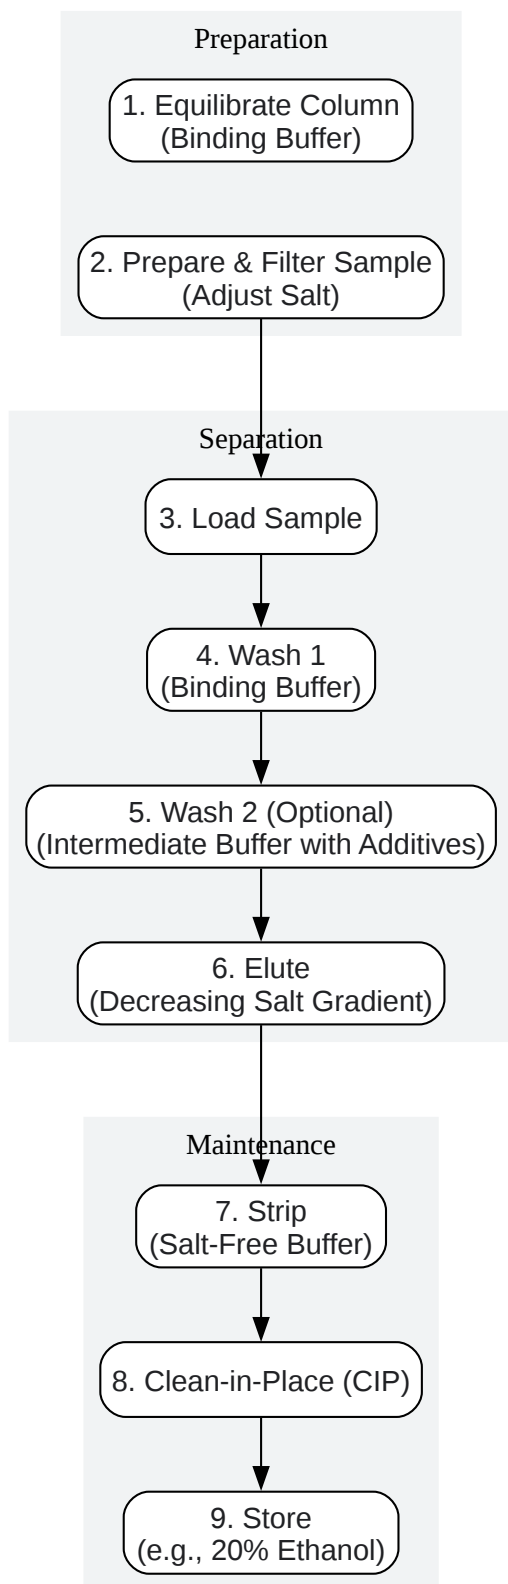 Preparation
1. Equilibrate Column
(Binding Buffer)
2. Prepare & Filter Sample
(Adjust Salt)
Separation
3. Load Sample
4. Wash 1
(Binding Buffer)
5. Wash 2 (Optional)
(Intermediate Buffer with Additives)
6. Elute
(Decreasing Salt Gradient)
Maintenance
7. Strip
(Salt-Free Buffer)
8. Clean-in-Place (CIP)
9. Store
(e.g., 20% Ethanol)